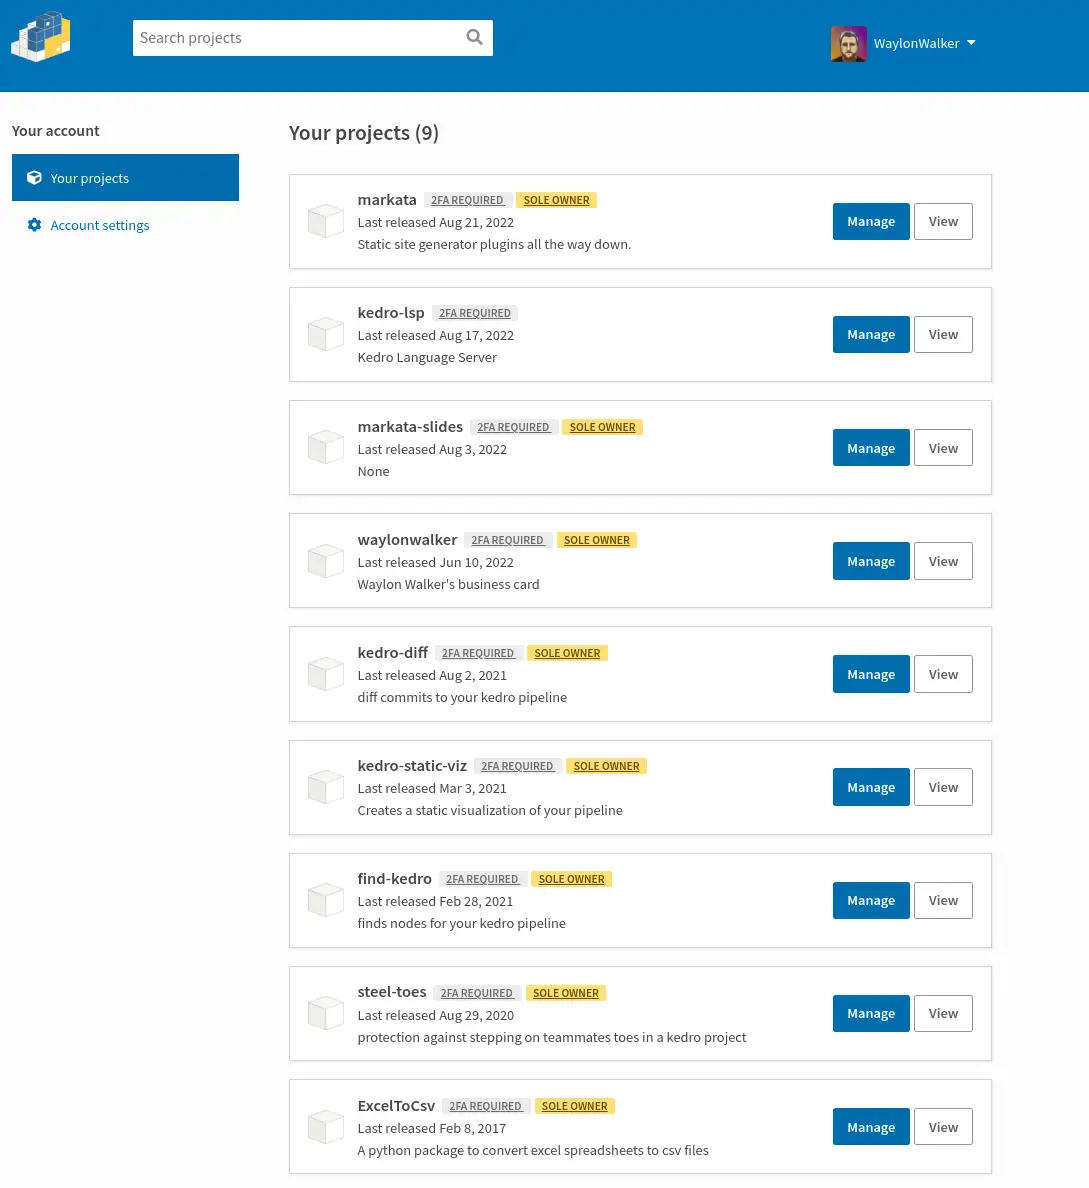 Search projects
WaylonWalker
Your account
Your projects
Account settings
Your projects (9)
markata 2FA REQUIRED SOLE OWNER
Last released Aug 21, 2022
Static site generator plugins all the way down.
Manage View
kedro-lsp 2FA REQUIRED
Last released Aug 17, 2022
Kedro Language Server
Manage View
markata-slides 2FA REQUIRED SOLE OWNER
Last released Aug 3, 2022
None
Manage View
waylonwalker 2FA REQUIRED SOLE OWNER
Last released Jun 10, 2022
Waylon Walker's business card
Manage View
kedro-diff 2FA REQUIRED SOLE OWNER
Last released Aug 2, 2021
diff commits to your kedro pipeline
Manage View
kedro-static-viz 2FA REQUIRED SOLE OWNER
Last released Mar 3, 2021
Creates a static visualization of your pipeline
Manage View
find-kedro 2FA REQUIRED SOLE OWNER
Last released Feb 28, 2021
finds nodes for your kedro pipeline
Manage View
steel-toes 2FA REQUIRED SOLE OWNER
Last released Aug 29, 2020
protection against stepping on teammates toes in a kedro project
Manage View
ExcelToCsv 2FA REQUIRED SOLE OWNER
Last released Feb 8, 2017
A python package to convert excel spreadsheets to csv files
Manage View